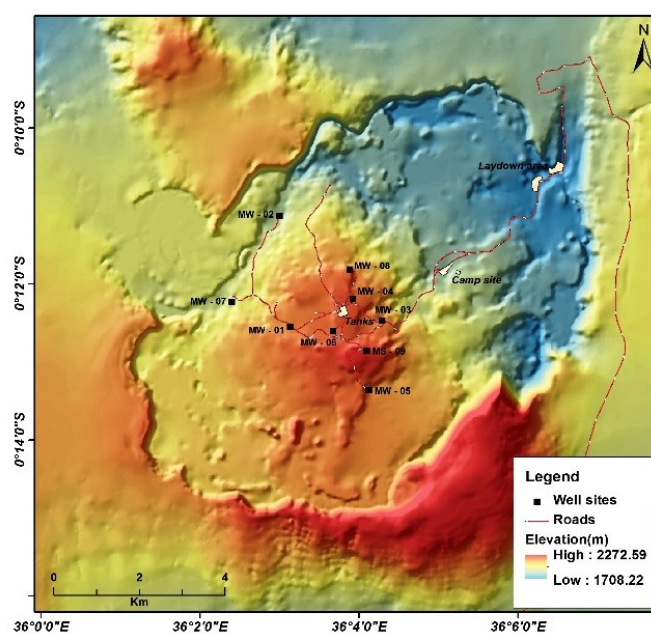 N
0°10'0"S
Laydown area
MW - 02
MW - 08
Camp site
0°12'0"S
MW - 04
MW - 07
MW - 03
Tanks
MW - 01
MW - 06
MS - 09
MW - 05
0°14'0"S
Legend
Well sites
Roads
Elevation(m)
High : 2272.59
Low : 1708.22
0 2 4
Km
36°0'0"E 36°2'0"E 36°4'0"E 36°6'0"E